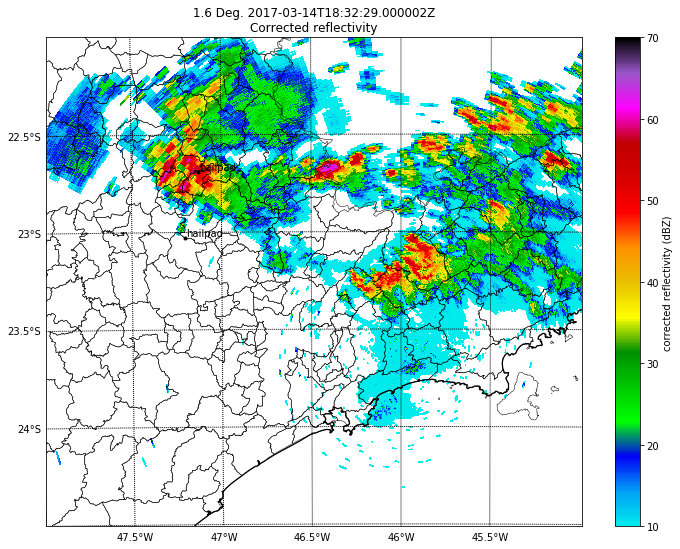 1.6 Deg. 2017-03-14T18:32:29.000002Z
Corrected reflectivity
70
60
50
40
30
20
10
corrected reflectivity (dBZ)
22.5°S
23°S
23.5°S
24°S
hailpad
hailpad
47.5°W
47°W
46.5°W
46°W
45.5°W